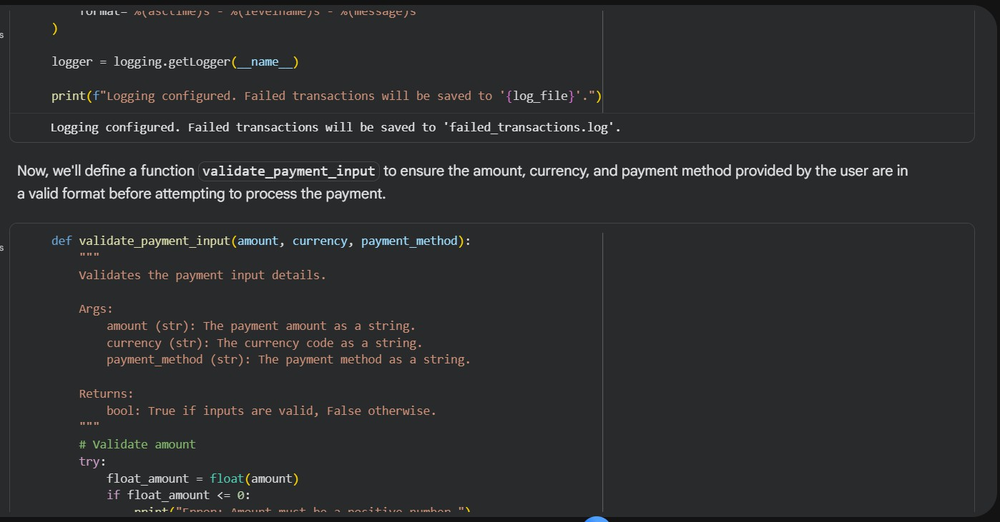 format='%(asctime)s - %(levelname)s - %(message)s
)
logger = logging.getLogger(__name__)
print(f"Logging configured. Failed transactions will be saved to '{log_file}'.")
Logging configured. Failed transactions will be saved to 'failed_transactions.log'.
Now, we'll define a function validate_payment_input to ensure the amount, currency, and payment method provided by the user are in
a valid format before attempting to process the payment.
s
s
def validate_payment_input(amount, currency, payment_method):
"""
Validates the payment input details.
Args:
amount (str): The payment amount as a string.
currency (str): The currency code as a string.
payment_method (str): The payment method as a string.
Returns:
bool: True if inputs are valid, False otherwise.
"""
# Validate amount
try:
float_amount = float(amount)
if float_amount <= 0:
print("Error: Amount must be a positive number.")